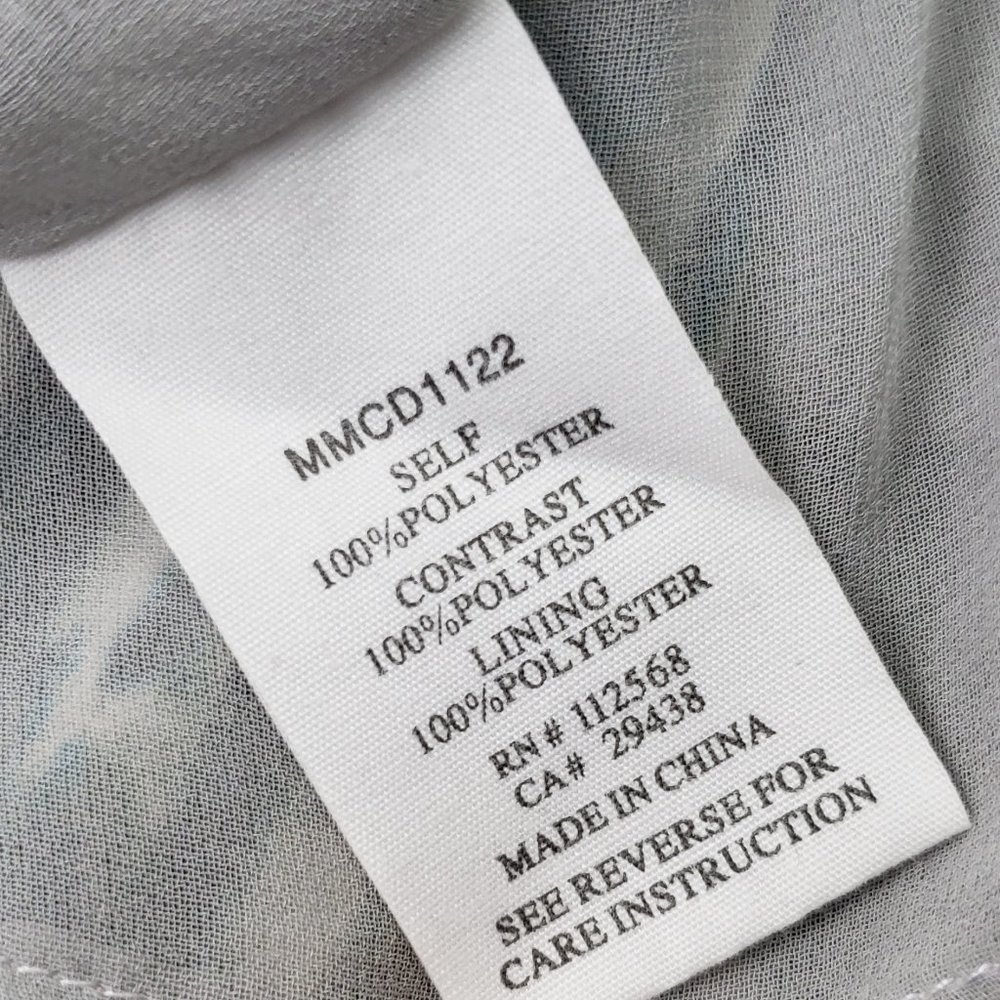 MMCD1122
SELF
100%POLYESTER
CONTRAST
100%POLYESTER
LINING
100%POLYESTER
RN # 112568
CA# 29438
MADE IN CHINA
SEE REVERSE FOR
CARE INSTRUCTION